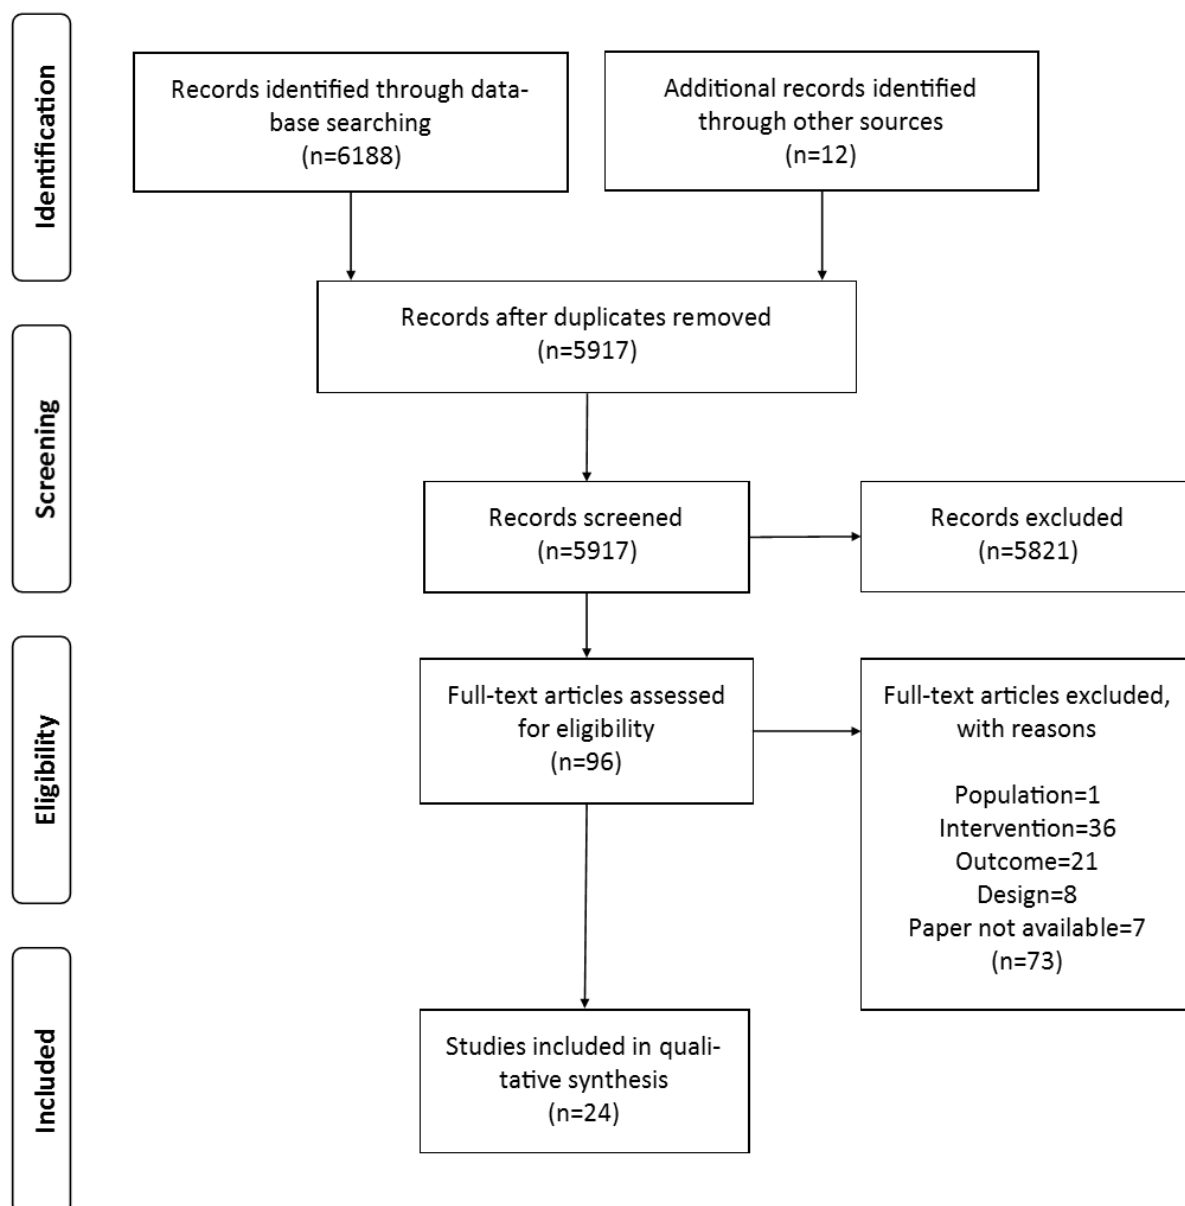 Identification
Records identified through data-
base searching
(n=6188)
Additional records identified
through other sources
(n=12)
Records after duplicates removed
(n=5917)
Screening
Records screened
(n=5917)
Records excluded
(n=5821)
Eligibility
Full-text articles assessed
for eligibility
(n=96)
Full-text articles excluded,
with reasons
Population=1
Intervention=36
Outcome=21
Design=8
Paper not available=7
(n=73)
Included
Studies included in quali-
tative synthesis
(n=24)